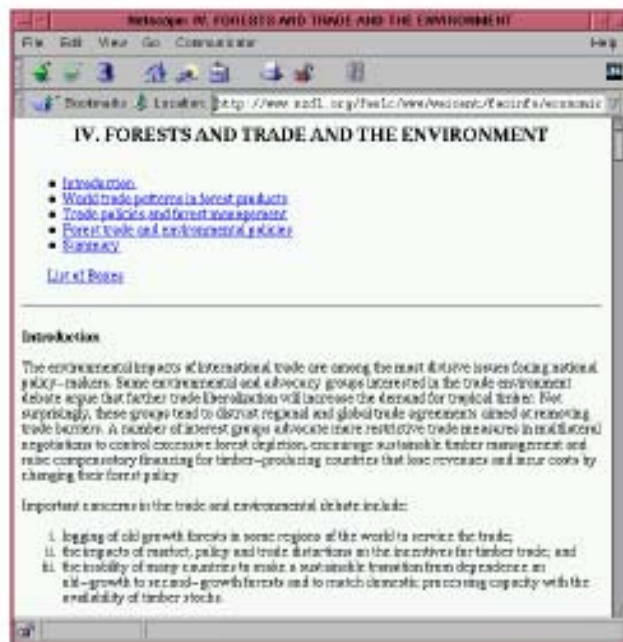 Netscape: IV. FORESTS AND TRADE AND THE ENVIRONMENT
File Edit View Go Communicator Help
Bookmarks Location:
IV. FORESTS AND TRADE AND THE ENVIRONMENT
Introduction
World trade patterns in forest products
Trade policies and forest management
Forest trade and environmental policies
Summary
List of Boxes
Introduction
The environmental impacts of international trade are among the most divisive issues facing national
policy-makers. Some environmental and advocacy groups interested in the trade environment
debate argue that further trade liberalization will increase the demand for tropical timber. Not
surprisingly, these groups tend to distrust regional and global trade agreements aimed at removing
trade barriers. A number of interest groups advocate more restrictive trade measures in multilateral
negotiations to control excessive forest depletion, encourage sustainable timber management and
raise compensatory financing for timber-producing countries that lose revenues and incur costs by
changing their forest policy.
Important concerns in the trade and environmental debate include:
i. logging of old growth forests in some regions of the world to service the trade;
ii. the impacts of market, policy and trade distortions on the incentives for timber trade; and
iii. the inability of many countries to make a sustainable transition from dependence on
old-growth to second-growth forests and to match domestic processing capacity with the
availability of timber stocks.